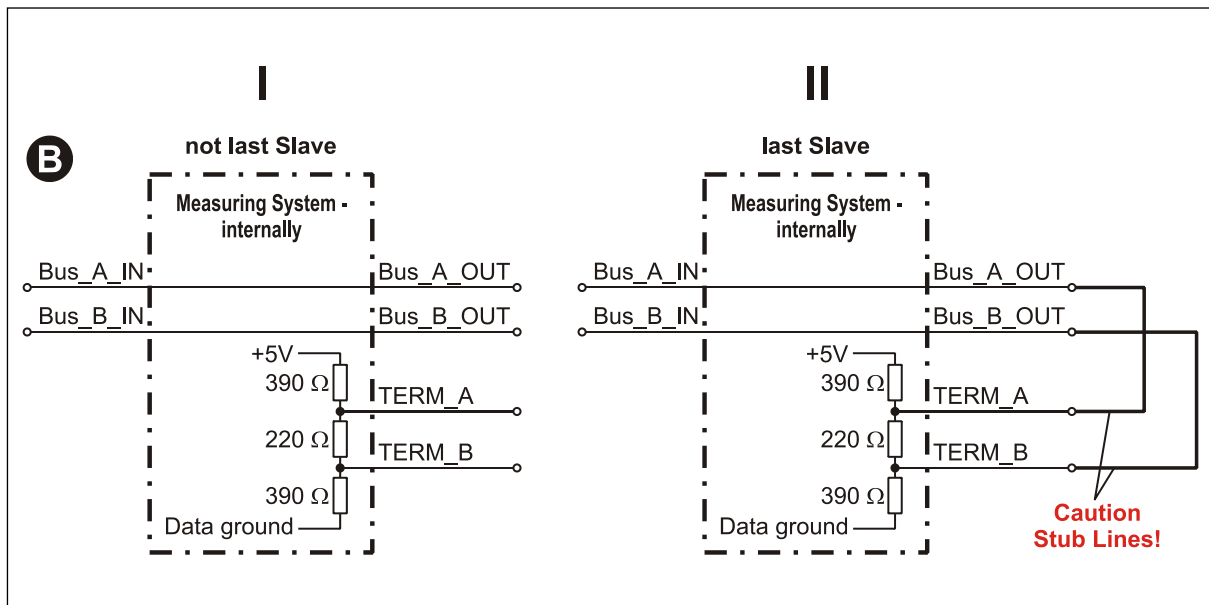 I
II
not last Slave
last Slave
B
Measuring System -
internally
Measuring System -
internally
Bus_A_IN
Bus_A_OUT
Bus_A_IN
Bus_A_OUT
Bus_B_IN
Bus_B_OUT
Bus_B_IN
Bus_B_OUT
+5V
+5V
390 Ω
390 Ω
TERM_A
TERM_A
220 Ω
220 Ω
TERM_B
TERM_B
390 Ω
390 Ω
Data ground
Data ground
Caution
Stub Lines!